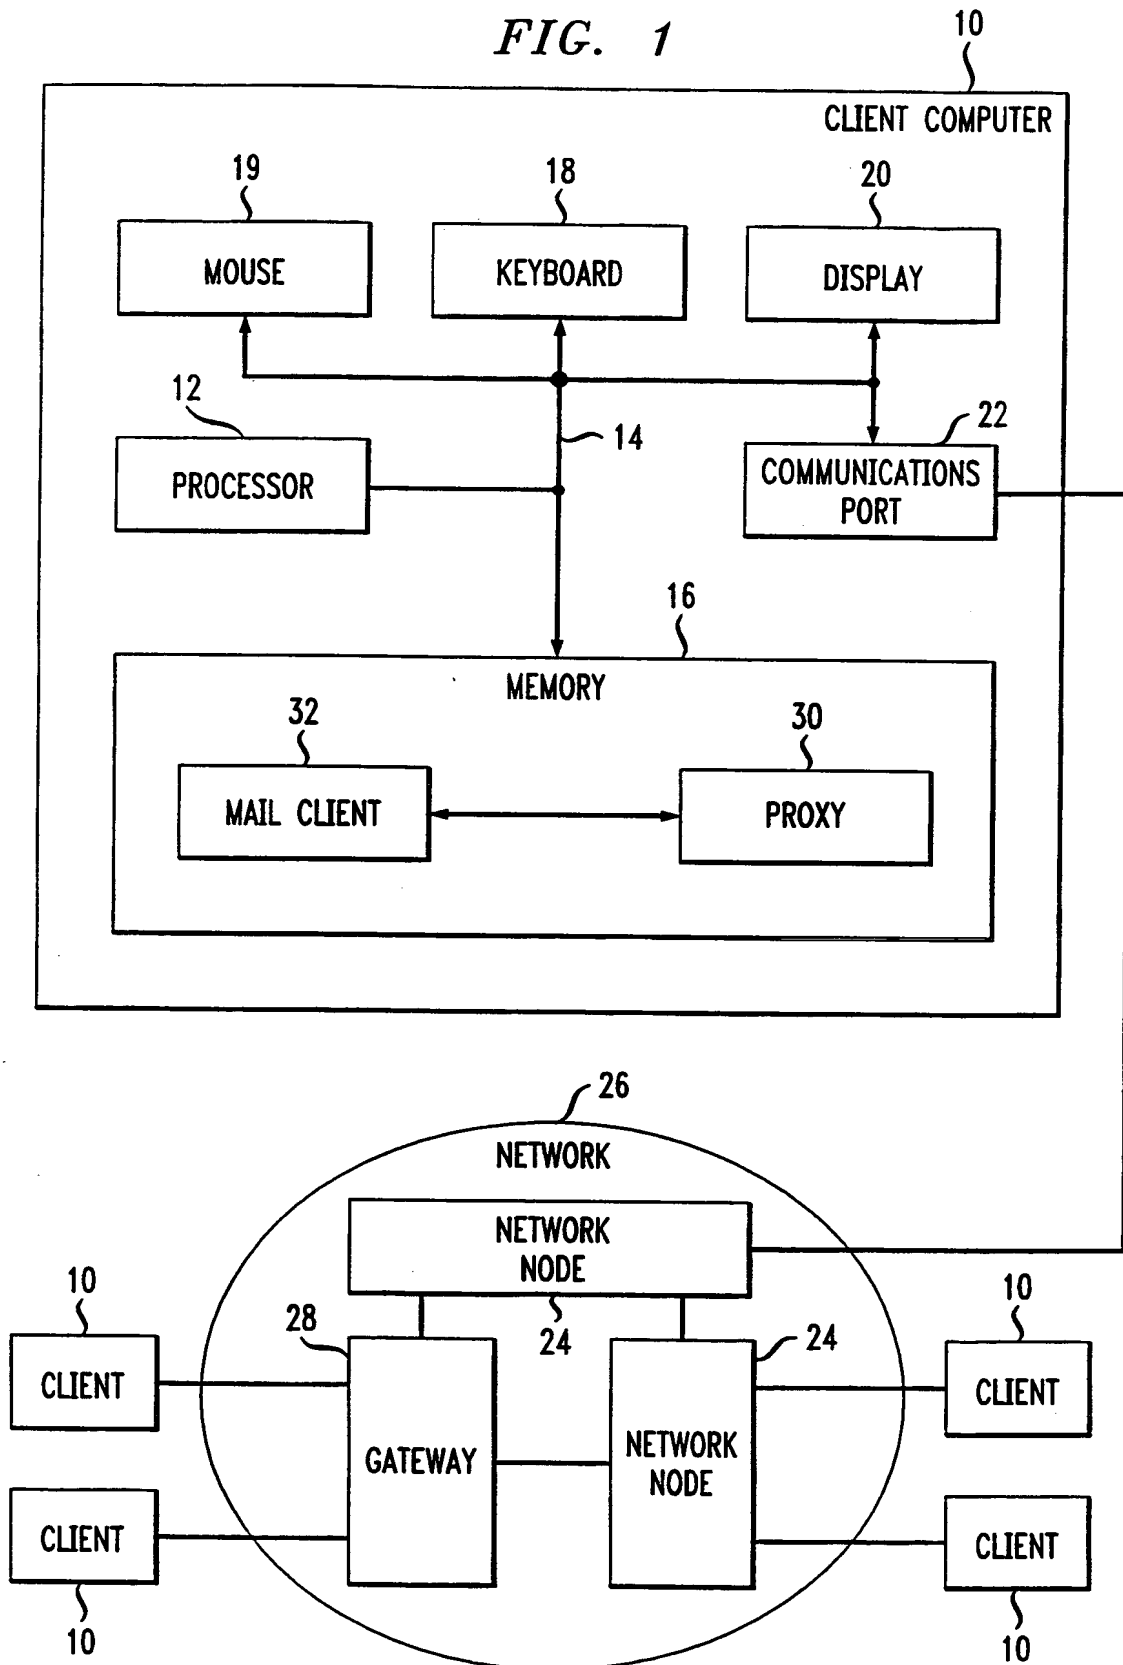 FIG. 1
10
CLIENT COMPUTER
19
18
20
MOUSE
KEYBOARD
DISPLAY
12
14
22
PROCESSOR
COMMUNICATIONS
PORT
16
MEMORY
32
30
MAIL CLIENT
PROXY
26
NETWORK
NETWORK
NODE
10
28
24
24
10
CLIENT
CLIENT
GATEWAY
NETWORK
NODE
CLIENT
CLIENT
10
10